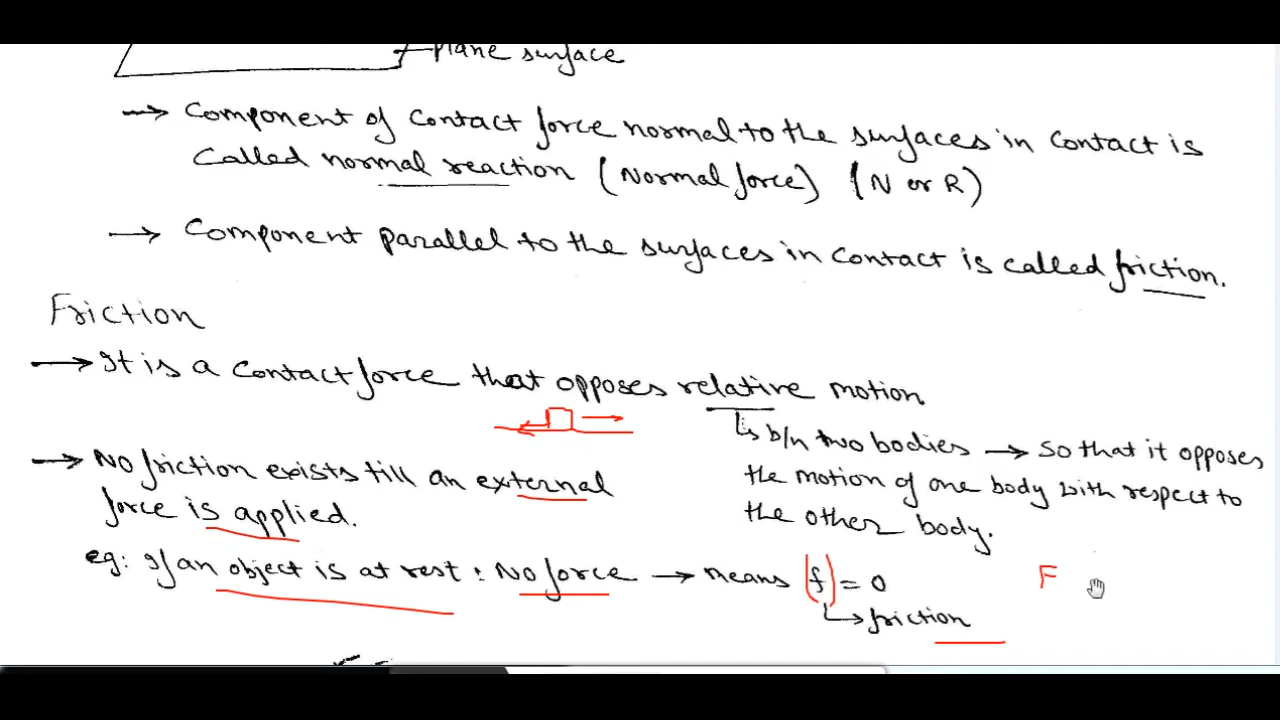 plane surface
→ Component of contact force normal to the surfaces in contact is
called normal reaction (Normal force) (N or R)
→ Component parallel to the surfaces in contact is called friction.
Friction
→ It is a contact force that opposes relative motion.
↳ b/n two bodies → so that it opposes
the motion of one body with respect to
the other body.
→ No friction exists till an external
force is applied.
eg: If an object is at rest : No force → means (f) = 0
↳ friction
F